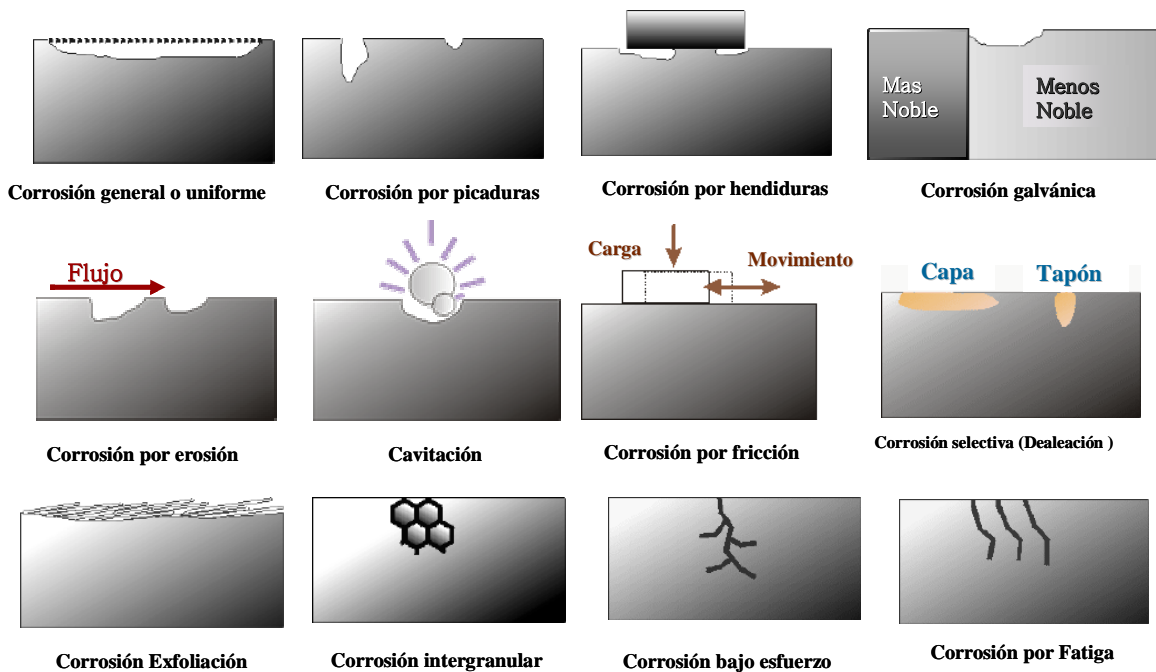 Mas
Noble
Menos
Noble
Corrosión general o uniforme
Corrosión por picaduras
Corrosión por hendiduras
Corrosión galvánica
Flujo
Carga
Movimiento
Capa
Tapón
Corrosión por erosión
Cavitación
Corrosión por fricción
Corrosión selectiva (Dealeación )
Corrosión Exfoliación
Corrosión intergranular
Corrosión bajo esfuerzo
Corrosión por Fatiga